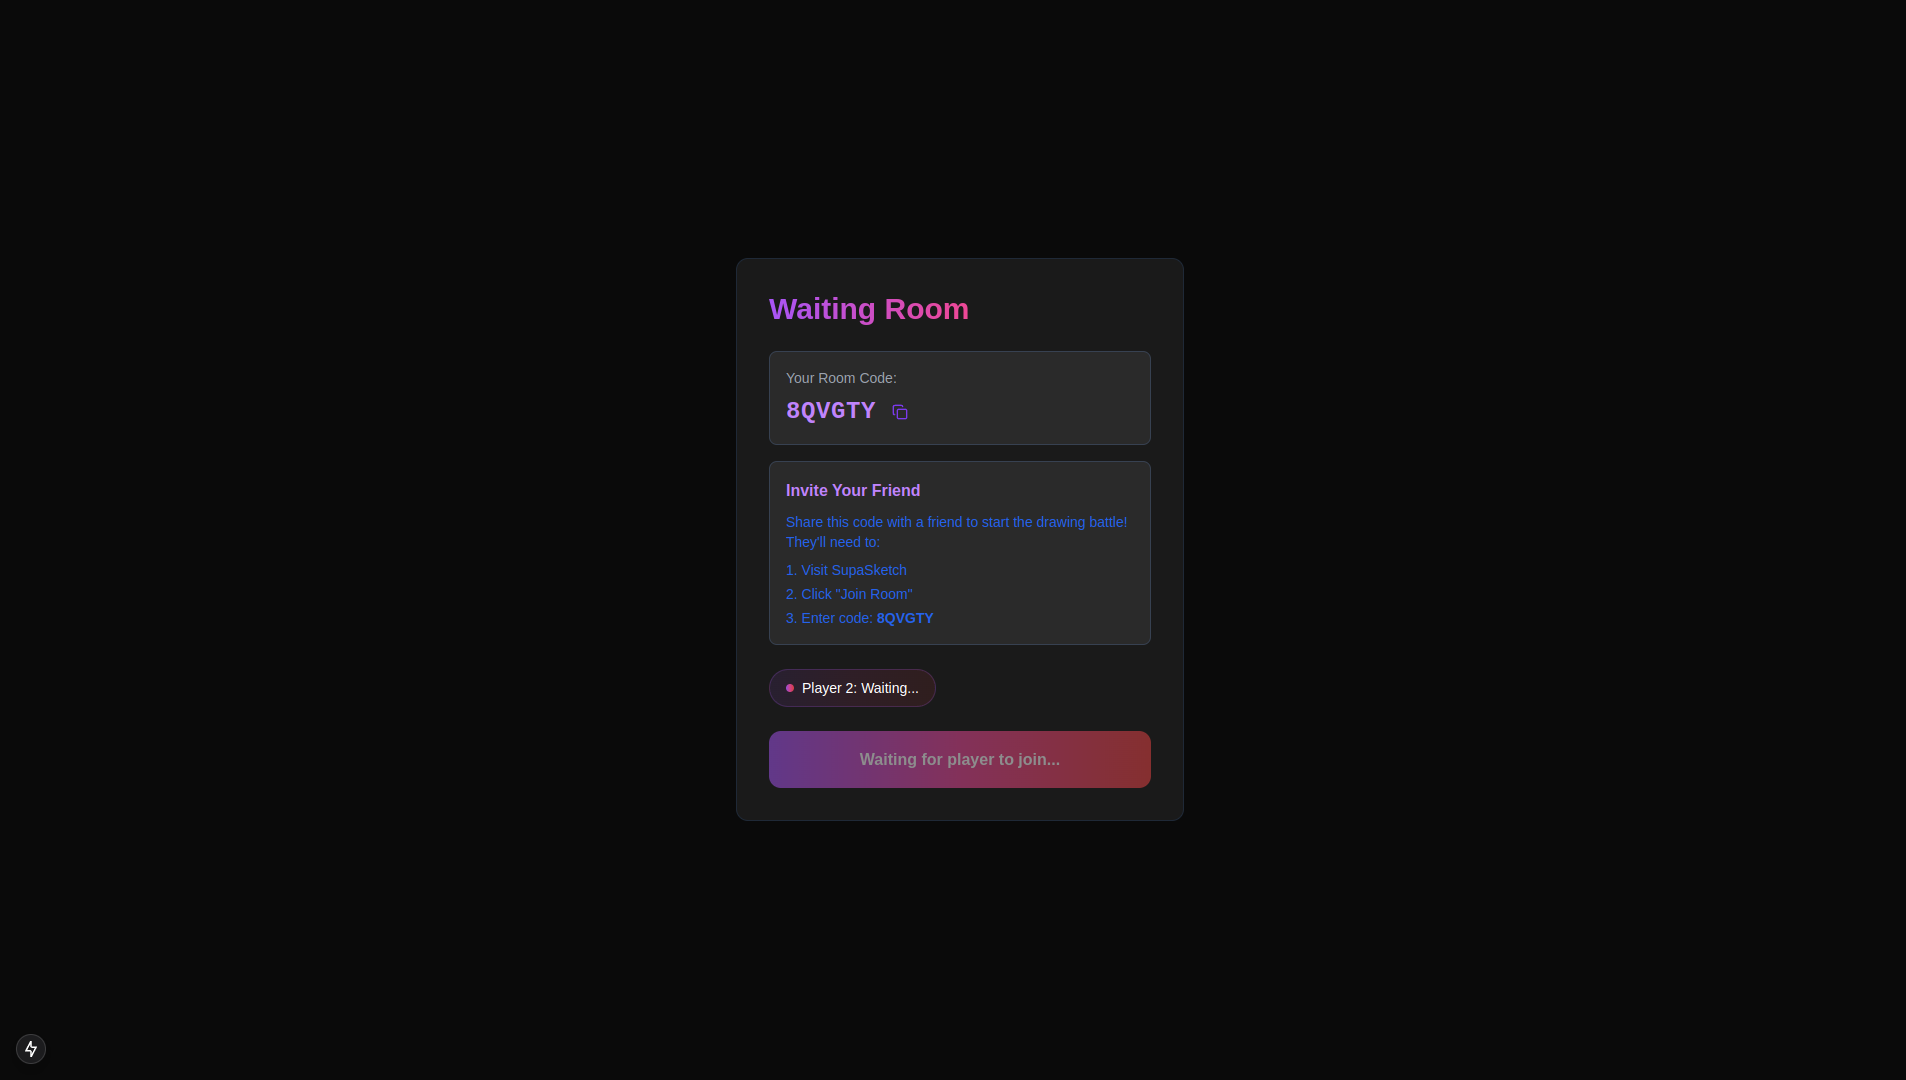 Waiting Room
Your Room Code:
8QVGTY
Invite Your Friend
Share this code with a friend to start the drawing battle!
They'll need to:
1. Visit SupaSketch
2. Click "Join Room"
3. Enter code: 8QVGTY
Player 2: Waiting...
Waiting for player to join...